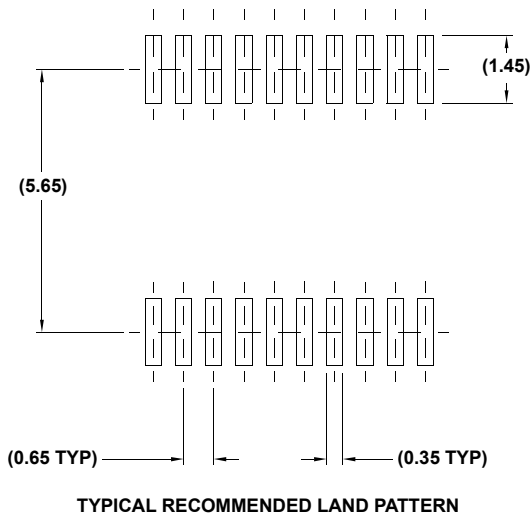 (1.45)
(5.65)
(0.65 TYP)
(0.35 TYP)
TYPICAL RECOMMENDED LAND PATTERN